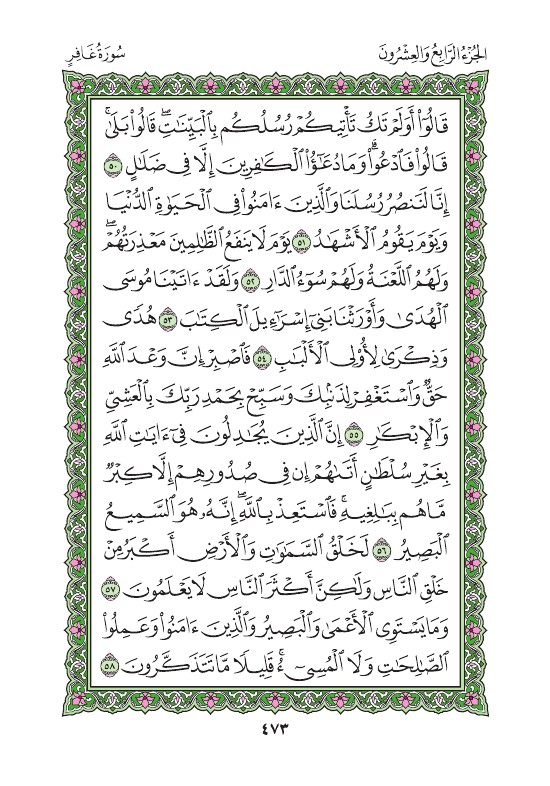 الجُزْءُ الرَّابِعُ وَالعِشْرُونَ
سُورَةُ غَافِرٍ
قَالُوٓا۟ أَوَلَمْ تَكُ تَأْتِيكُمْ رُسُلُكُم بِٱلْبَيِّنَٰتِ ۖ قَالُوا۟ بَلَىٰ ۚ
قَالُوا۟ فَٱدْعُوا۟ ۗ وَمَا دُعَٰٓؤُا۟ ٱلْكَٰفِرِينَ إِلَّا فِى ضَلَٰلٍ ٥٠
إِنَّا لَنَنصُرُ رُسُلَنَا وَٱلَّذِينَ ءَامَنُوا۟ فِى ٱلْحَيَوٰةِ ٱلدُّنْيَا
وَيَوْمَ يَقُومُ ٱلْأَشْهَٰدُ ٥١ يَوْمَ لَا يَنفَعُ ٱلظَّٰلِمِينَ مَعْذِرَتُهُمْ ۖ
وَلَهُمُ ٱللَّعْنَةُ وَلَهُمْ سُوٓءُ ٱلدَّارِ ٥٢ وَلَقَدْ ءَاتَيْنَا مُوسَى
ٱلْهُدَىٰ وَأَوْرَثْنَا بَنِىٓ إِسْرَٰٓءِيلَ ٱلْكِتَٰبَ ٥٣ هُدًى
وَذِكْرَىٰ لِأُو۟لِى ٱلْأَلْبَٰبِ ٥٤ فَٱصْبِرْ إِنَّ وَعْدَ ٱللَّهِ
حَقٌّ وَٱسْتَغْفِرْ لِذَنۢبِكَ وَسَبِّحْ بِحَمْدِ رَبِّكَ بِٱلْعَشِىِّ
وَٱلْإِبْكَٰرِ ٥٥ إِنَّ ٱلَّذِينَ يُجَٰدِلُونَ فِىٓ ءَايَٰتِ ٱللَّهِ
بِغَيْرِ سُلْطَٰنٍ أَتَىٰهُمْ ۙ إِن فِى صُدُورِهِمْ إِلَّا كِبْرٌ
مَّا هُم بِبَٰلِغِيهِ ۚ فَٱسْتَعِذْ بِٱللَّهِ ۖ إِنَّهُۥ هُوَ ٱلسَّمِيعُ
ٱلْبَصِيرُ ٥٦ لَخَلْقُ ٱلسَّمَٰوَٰتِ وَٱلْأَرْضِ أَكْبَرُ مِنْ
خَلْقِ ٱلنَّاسِ وَلَٰكِنَّ أَكْثَرَ ٱلنَّاسِ لَا يَعْلَمُونَ ٥٧
وَمَا يَسْتَوِى ٱلْأَعْمَىٰ وَٱلْبَصِيرُ وَٱلَّذِينَ ءَامَنُوا۟ وَعَمِلُوا۟
ٱلصَّٰلِحَٰتِ وَلَا ٱلْمُسِىٓءُ ۚ قَلِيلًا مَّا تَتَذَكَّرُونَ ٥٨
٤٧٣